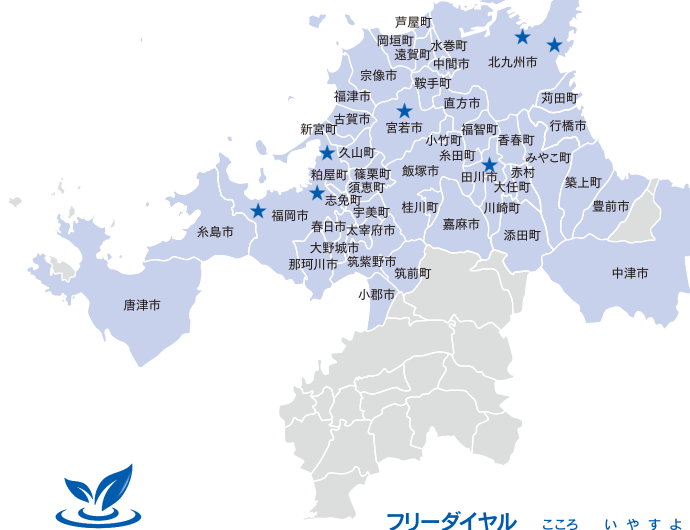 芦屋町
岡垣町
水巻町
遠賀町
中間市
北九州市
宗像市
鞍手町
福津市
直方市
苅田町
古賀市
新宮町
宮若市
福智町
行橋市
小竹町
香春町
久山町
糸田町
みやこ町
粕屋町
篠栗町
飯塚市
田川市
赤村
須恵町
大任町
築上町
志免町
宇美町
桂川町
川崎町
豊前市
福岡市
糸島市
春日市
太宰府市
嘉麻市
添田町
大野城市
那珂川市
筑紫野市
筑前町
中津市
小郡市
唐津市
フリーダイヤル
こころ いやすよ